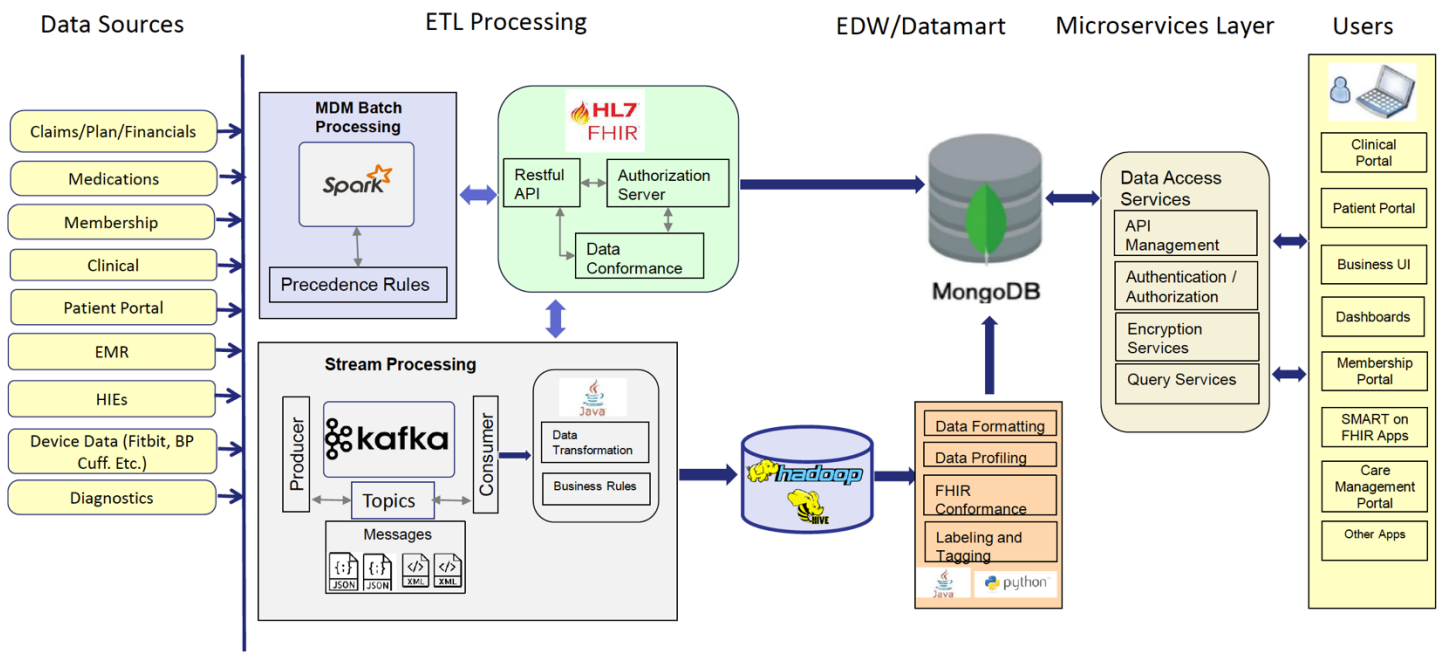 Data Sources
ETL Processing
EDW/Datamart
Microservices Layer
Users
Claims/Plan/Financials
Medications
Membership
Clinical
Patient Portal
EMR
HIEs
Device Data (Fitbit, BP
Cuff. Etc.)
Diagnostics
MDM Batch
Processing
Spark
Precedence Rules
HL7
FHIR
Restful
API
Authorization
Server
Data
Conformance
Stream Processing
Producer
kafka
Topics
Consumer
Messages
{:}
JSON
{:}
JSON
</>
XML
</>
XML
Java
Data
Transformation
Business Rules
hadoop
HIVE
MongoDB
Data Formatting
Data Profiling
FHIR
Conformance
Labeling and
Tagging
Java
python
Data Access
Services
API
Management
Authentication /
Authorization
Encryption
Services
Query Services
Clinical
Portal
Patient Portal
Business UI
Dashboards
Membership
Portal
SMART on
FHIR Apps
Care
Management
Portal
Other Apps